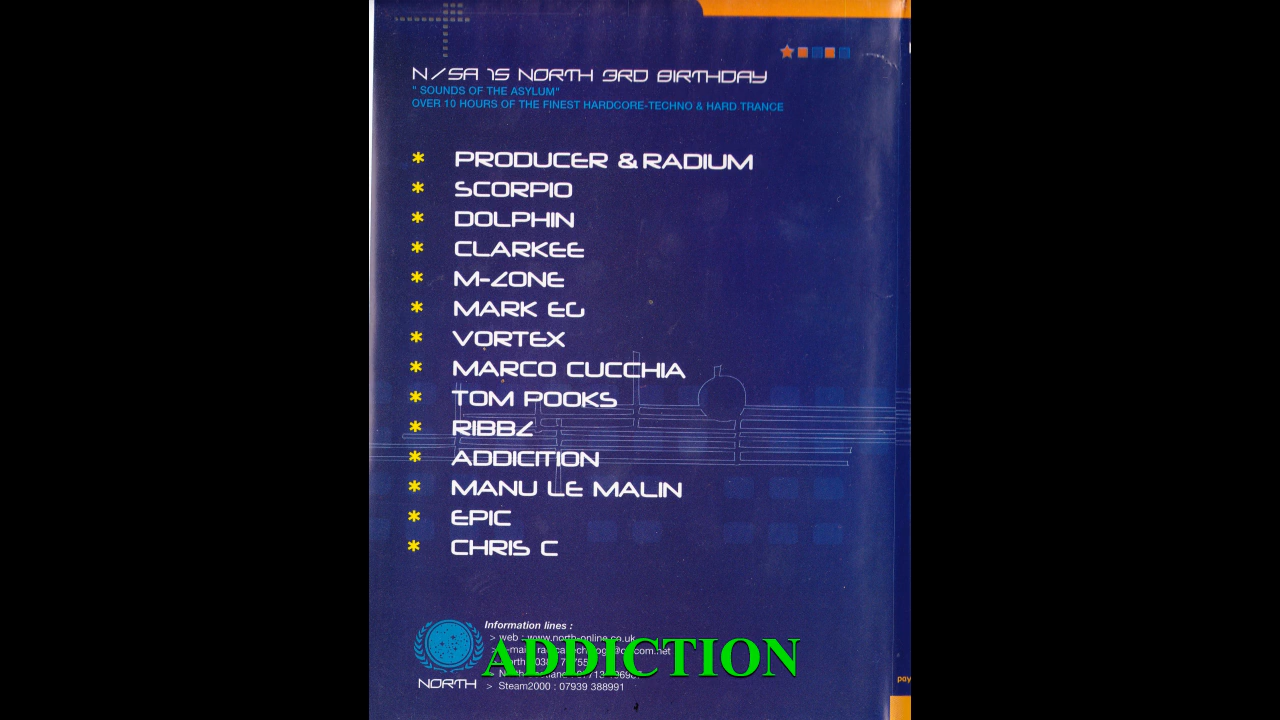 N/SA IS NORTH 3RD BIRTHDAY
" SOUNDS OF THE ASYLUM"
OVER 10 HOURS OF THE FINEST HARDCORE-TECHNO & HARD TRANCE
* PRODUCER & RADIUM
* SCORPIO
* DOLPHIN
* CLARKEE
* M-ZONE
* MARK EG
* VORTEX
* MARCO CUCCHIA
* TOM POOKS
* RIBBZ
* ADDICITION
* MANU LE MALIN
* EPIC
* CHRIS C
Information lines :
> web : www.north-online.co.uk
ADDICTION
NORTH
> Steam2000 : 07939 388991
pay